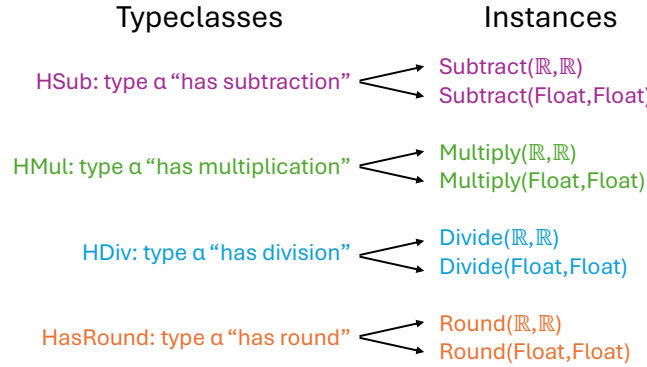 Typeclasses
Instances
HSub: type α “has subtraction”
Subtract(ℝ,ℝ)
Subtract(Float,Float)
HMul: type α “has multiplication”
Multiply(ℝ,ℝ)
Multiply(Float,Float)
HDiv: type α “has division”
Divide(ℝ,ℝ)
Divide(Float,Float)
HasRound: type α “has round”
Round(ℝ,ℝ)
Round(Float,Float)